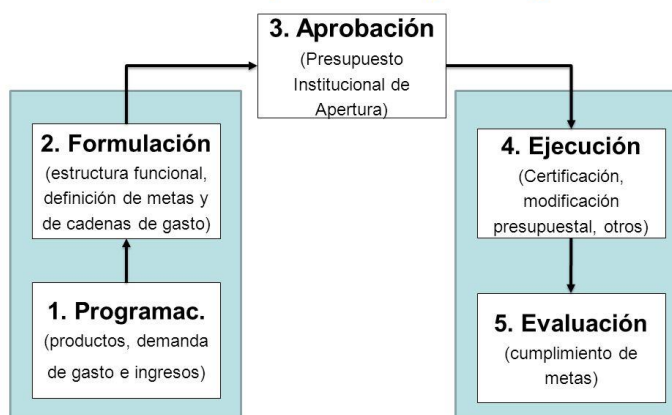 3. Aprobación
(Presupuesto
Institucional de
Apertura)
2. Formulación
(estructura funcional,
definición de metas y
de cadenas de gasto)
4. Ejecución
(Certificación,
modificación
presupuestal, otros)
1. Programac.
(productos, demanda
de gasto e ingresos)
5. Evaluación
(cumplimiento de
metas)